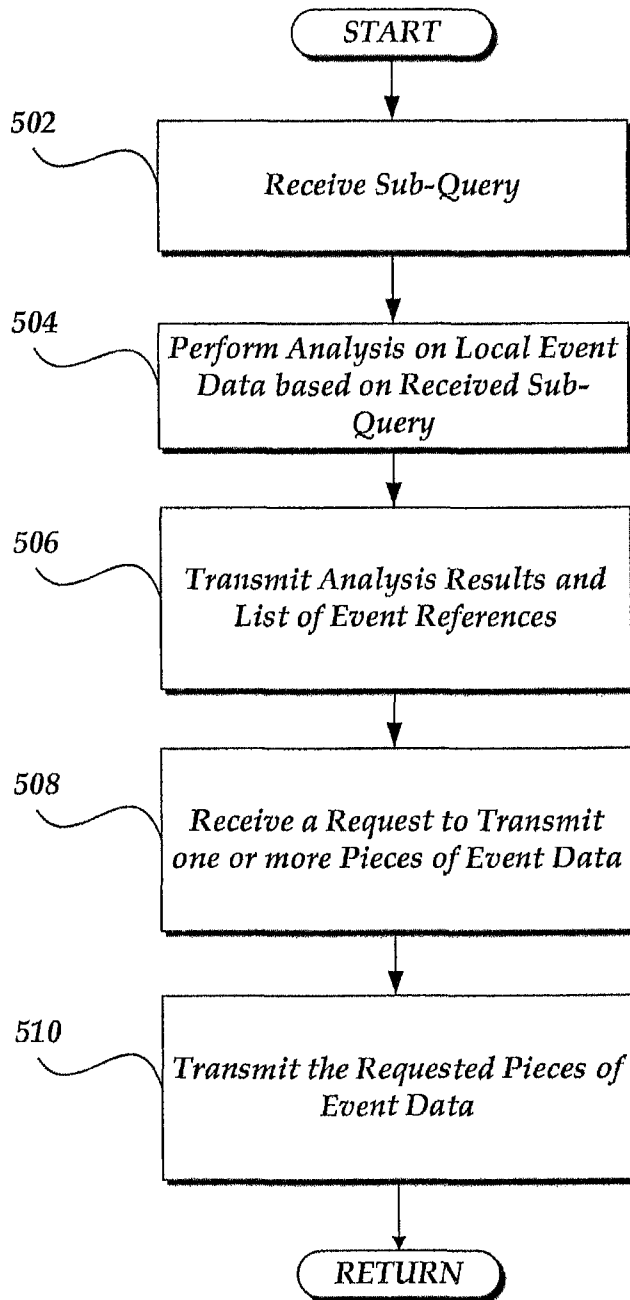 START
502
Receive Sub-Query
504
Perform Analysis on Local Event
Data based on Received Sub-
Query
506
Transmit Analysis Results and
List of Event References
508
Receive a Request to Transmit
one or more Pieces of Event Data
510
Transmit the Requested Pieces of
Event Data
RETURN